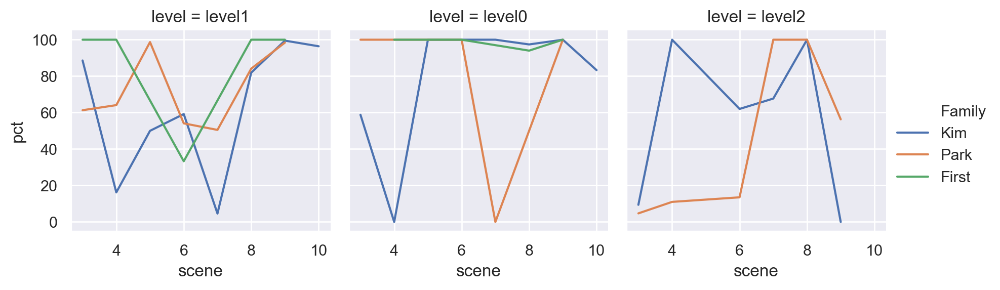 level = level1
level = level0
level = level2
pct
100
80
60
40
20
0
4 6 8 10
4 6 8 10
4 6 8 10
scene
scene
scene
Family
Kim
Park
First